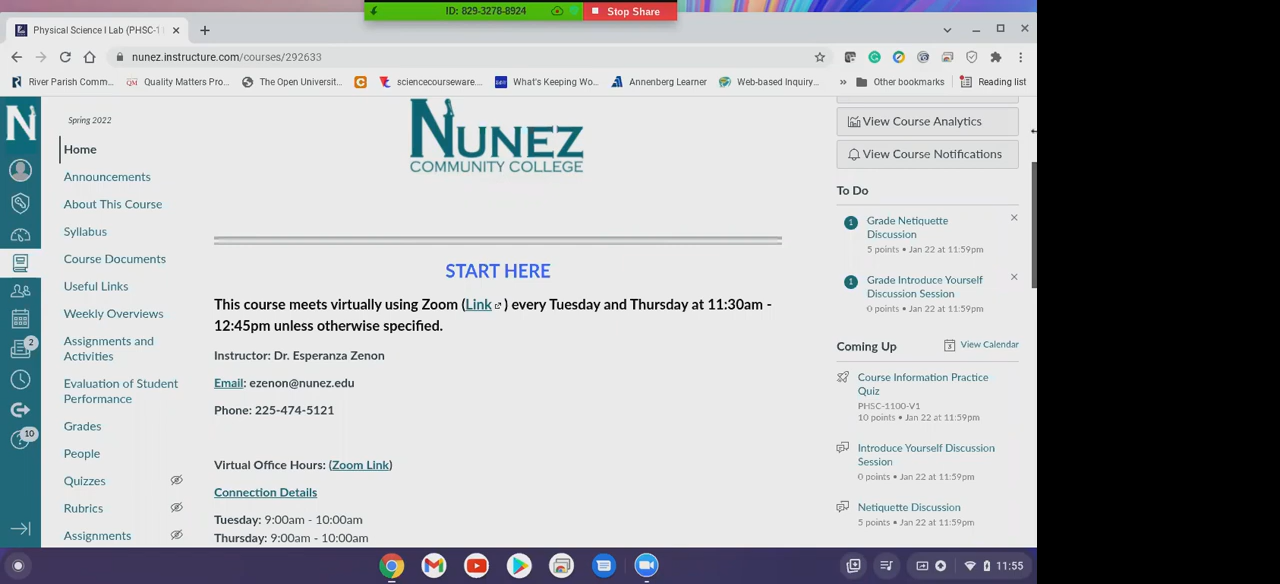 ID: 829-3278-8924
Stop Share
Physical Science I Lab (PHSC-1
nunez.instructure.com/courses/292633
River Parish Comm...
QM
Quality Matters Pro...
The Open Universit...
sciencecourseware...
What's Keeping Wo...
Annenberg Learner
Web-based Inquiry...
»
Other bookmarks
Reading list
N
Spring 2022
Home
Announcements
About This Course
Syllabus
Course Documents
Useful Links
Weekly Overviews
Assignments and
Activities
Evaluation of Student
Performance
Grades
People
Quizzes
Rubrics
Assignments
2
10
NUNEZ
COMMUNITY COLLEGE
START HERE
This course meets virtually using Zoom (Link) every Tuesday and Thursday at 11:30am -
12:45pm unless otherwise specified.
Instructor: Dr. Esperanza Zenon
Email: ezenon@nunez.edu
Phone: 225-474-5121
Virtual Office Hours: (Zoom Link)
Connection Details
Tuesday: 9:00am - 10:00am
Thursday: 9:00am - 10:00am
View Course Analytics
View Course Notifications
To Do
1
Grade Netiquette
Discussion
5 points • Jan 22 at 11:59pm
1
Grade Introduce Yourself
Discussion Session
0 points • Jan 22 at 11:59pm
Coming Up
View Calendar
Course Information Practice
Quiz
PHSC-1100-V1
10 points • Jan 22 at 11:59pm
Introduce Yourself Discussion
Session
0 points • Jan 22 at 11:59pm
Netiquette Discussion
5 points • Jan 22 at 11:59pm
11:55